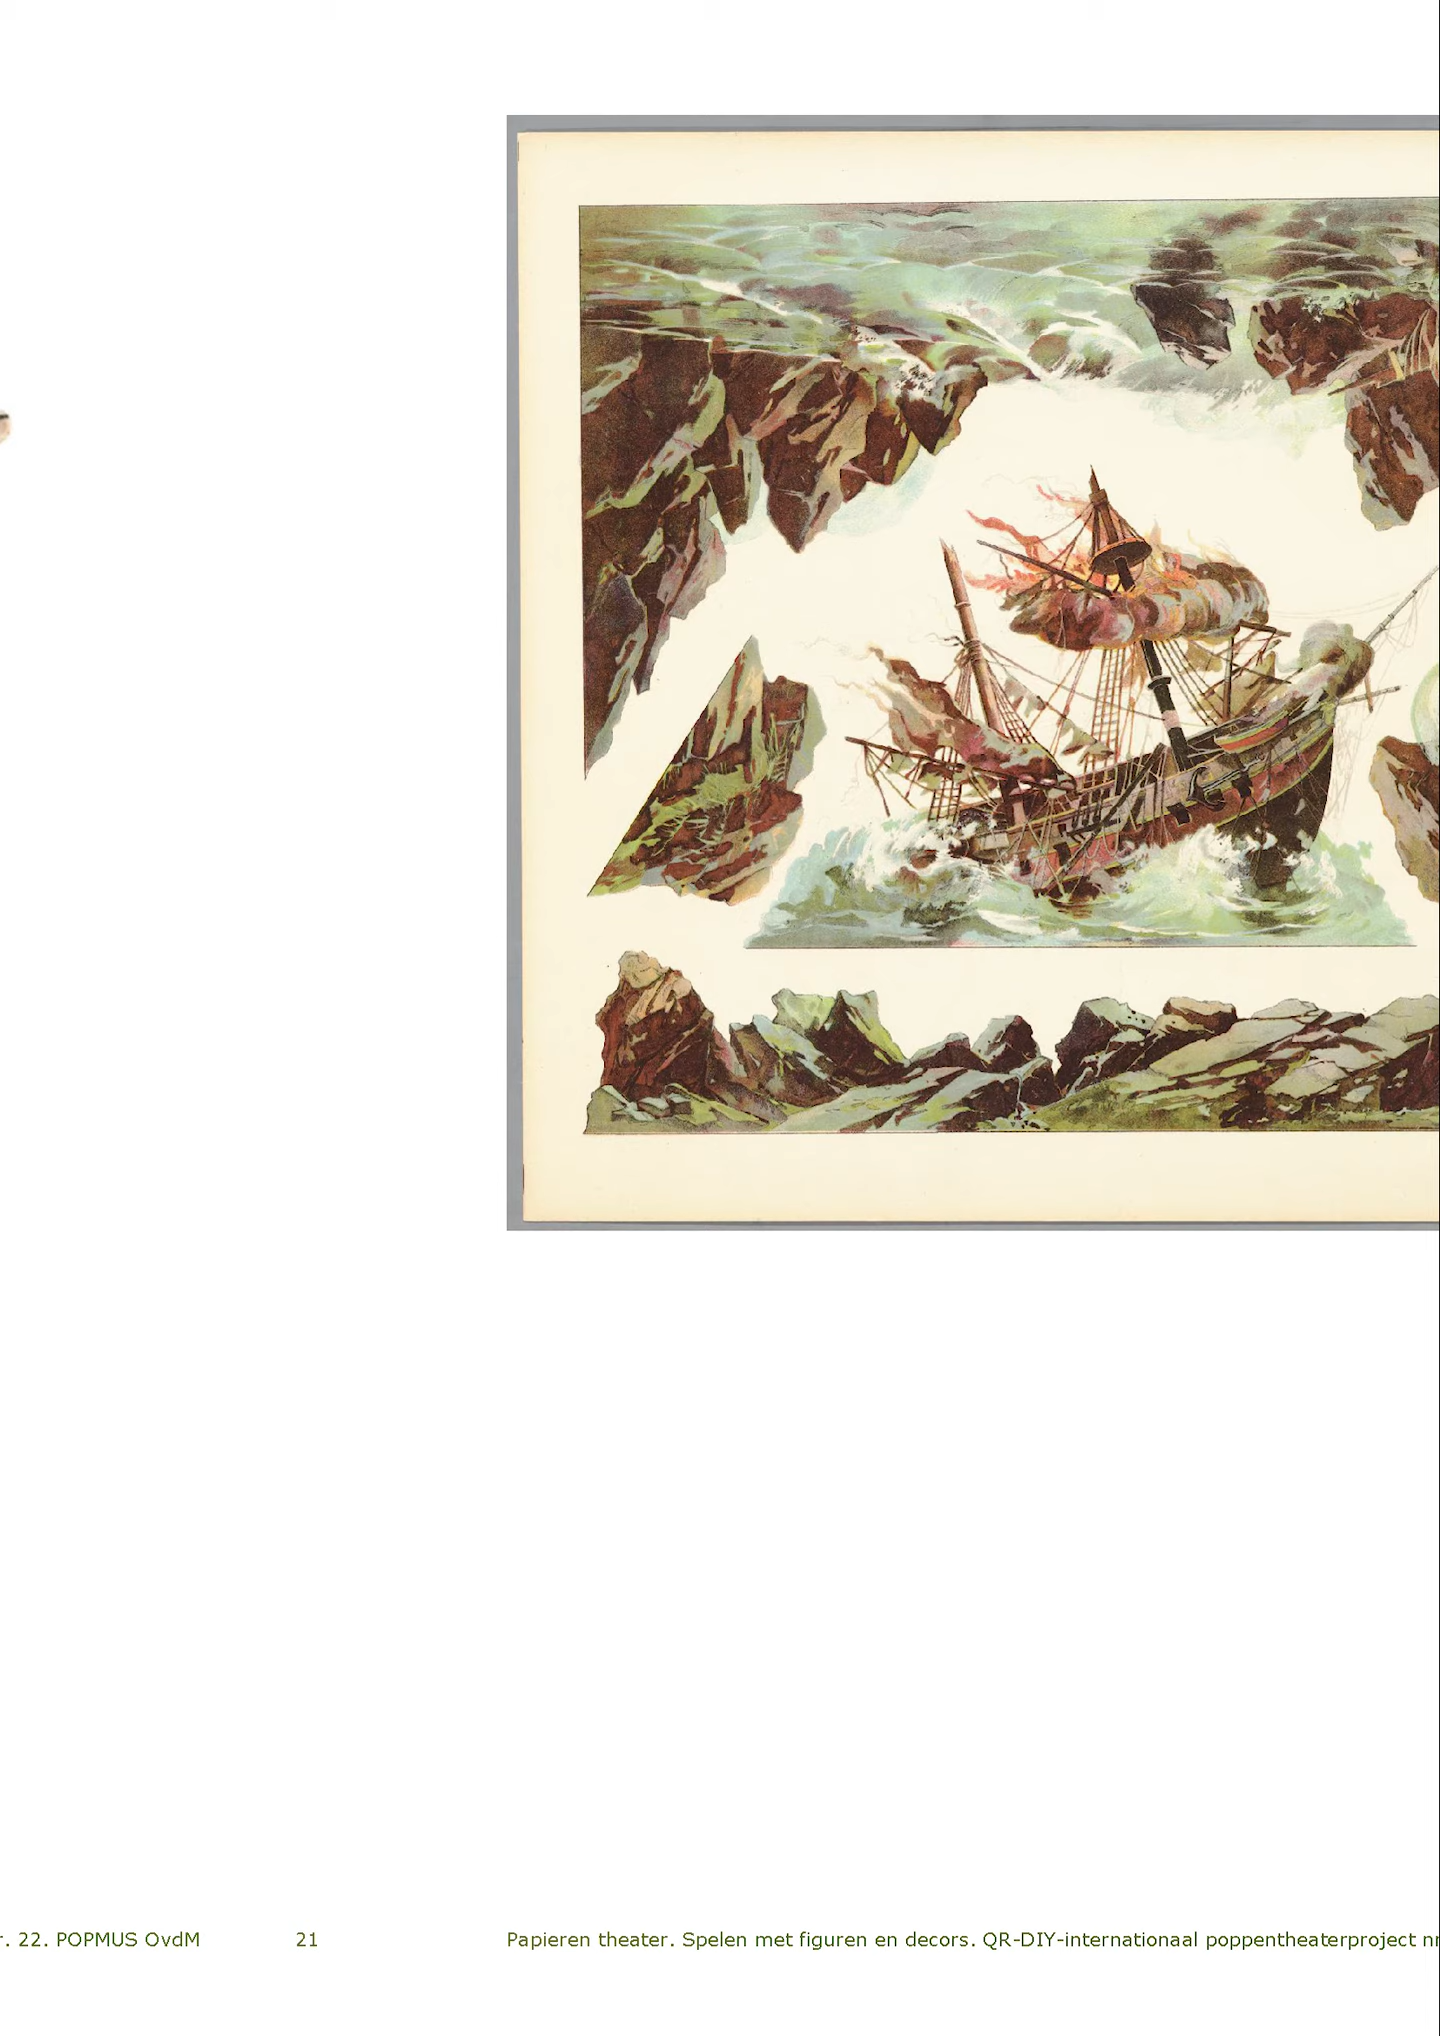 r. 22. POPMUS OvdM 21
Papieren theater. Spelen met figuren en decors. QR-DIY-internationaal poppentheaterproject nr